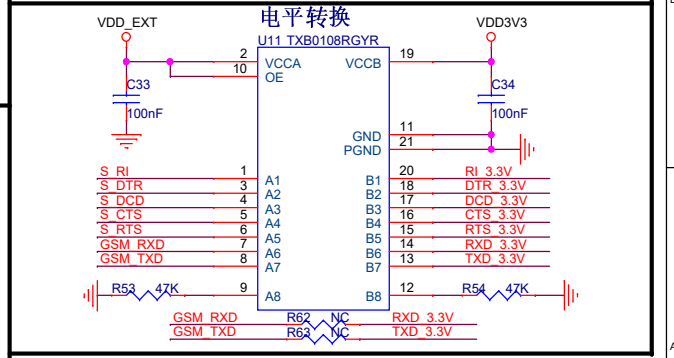 电平转换
VDD_EXT
VDD3V3
U11 TXB0108RGYR
2 VCCA VCCB 19
10 OE
C33 C34
100nF 100nF
GND 11
PGND 21
S_RI 1 A1 B1 20 RI_3.3V
S_DTR 3 A2 B2 18 DTR_3.3V
S_DCD 4 A3 B3 17 DCD_3.3V
S_CTS 5 A4 B4 16 CTS_3.3V
S_RTS 6 A5 B5 15 RTS_3.3V
GSM_RXD 7 A6 B6 14 RXD_3.3V
GSM_TXD 8 A7 B7 13 TXD_3.3V
R53 47K 9 A8 B8 12 R54 47K
GSM_RXD R62 NC RXD_3.3V
GSM_TXD R63 NC TXD_3.3V